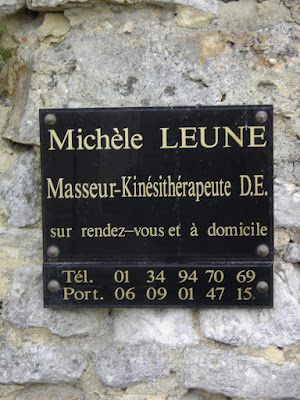 Michèle LEUNE
Masseur-Kinésithérapeute D.E.
sur rendez-vous et à domicile
Tél. 01 34 94 70 69
Port. 06 09 01 47 15